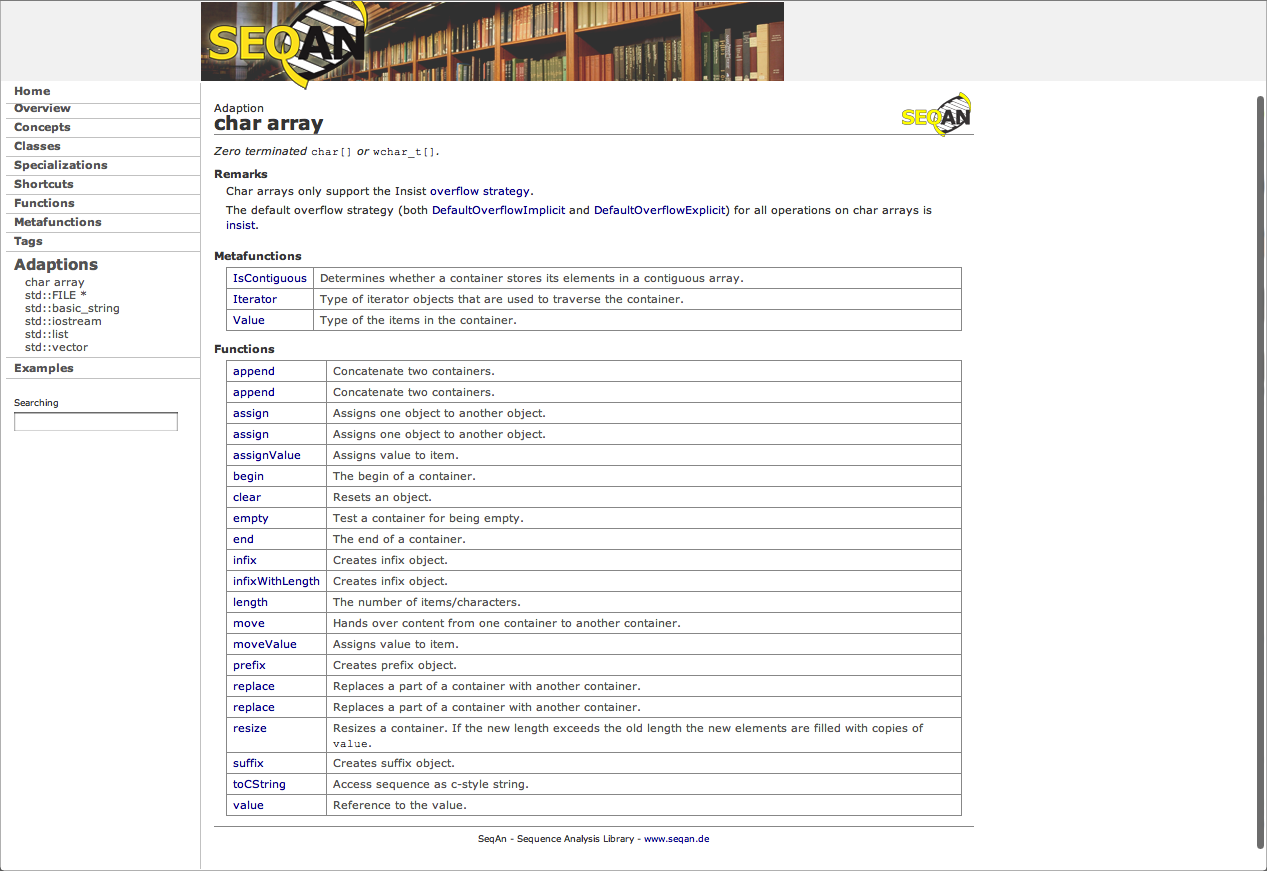 SEQAN
Home
Overview
Concepts
Classes
Specializations
Shortcuts
Functions
Metafunctions
Tags
Adaptions
char array
std::FILE *
std::basic_string
std::iostream
std::list
std::vector
Examples
Searching
Adaption
char array
SEQAN
Zero terminated char[] or wchar_t[].
Remarks
Char arrays only support the Insist overflow strategy.
The default overflow strategy (both DefaultOverflowImplicit and DefaultOverflowExplicit) for all operations on char arrays is
insist.
Metafunctions
IsContiguous Determines whether a container stores its elements in a contiguous array.
Iterator Type of iterator objects that are used to traverse the container.
Value Type of the items in the container.
Functions
append Concatenate two containers.
append Concatenate two containers.
assign Assigns one object to another object.
assign Assigns one object to another object.
assignValue Assigns value to item.
begin The begin of a container.
clear Resets an object.
empty Test a container for being empty.
end The end of a container.
infix Creates infix object.
infixWithLength Creates infix object.
length The number of items/characters.
move Hands over content from one container to another container.
moveValue Assigns value to item.
prefix Creates prefix object.
replace Replaces a part of a container with another container.
replace Replaces a part of a container with another container.
resize Resizes a container. If the new length exceeds the old length the new elements are filled with copies of
value.
suffix Creates suffix object.
toCString Access sequence as c-style string.
value Reference to the value.
SeqAn - Sequence Analysis Library - www.seqan.de